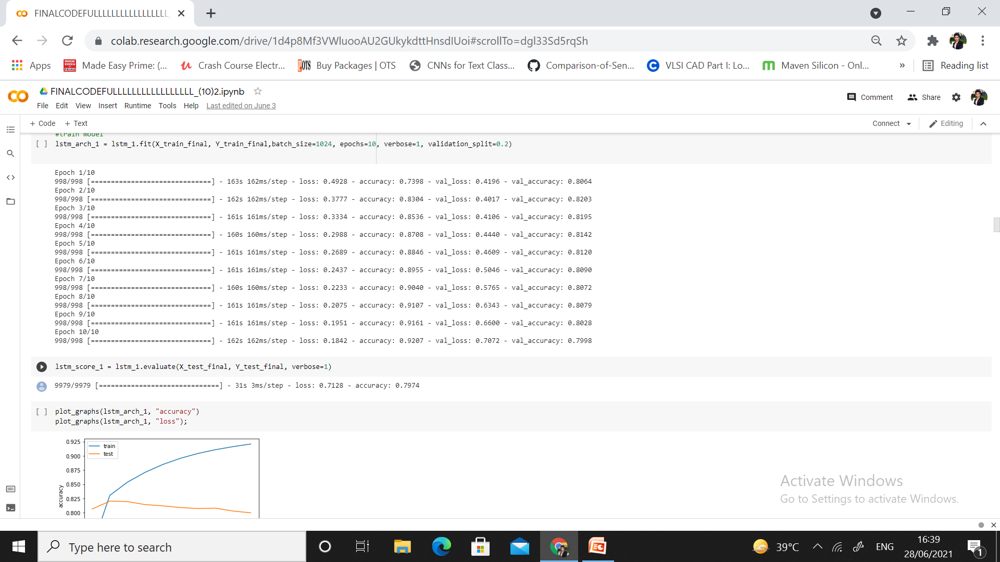 FINALCODEFULLLLLLLLLLLLLLLLL_
colab.research.google.com/drive/1d4p8Mf3VWluooAU2GUkykdttHnsdIUoi#scrollTo=dgl33Sd5rqSh
Apps
Made Easy Prime: (...
Crash Course Electr...
Buy Packages | OTS
CNNs for Text Class...
Comparison-of-Sen...
VLSI CAD Part I: Lo...
Maven Silicon - Onl...
»
Reading list
FINALCODEFULLLLLLLLLLLLLLLLL_(10)2.ipynb
Comment
Share
File Edit View Insert Runtime Tools Help Last edited on June 3
+ Code + Text
Connect
Editing
#train model
[ ] lstm_arch_1 = lstm_1.fit(X_train_final, Y_train_final,batch_size=1024, epochs=10, verbose=1, validation_split=0.2)
Epoch 1/10
998/998 [==============================] - 163s 162ms/step - loss: 0.4928 - accuracy: 0.7398 - val_loss: 0.4196 - val_accuracy: 0.8064
Epoch 2/10
998/998 [==============================] - 162s 162ms/step - loss: 0.3777 - accuracy: 0.8304 - val_loss: 0.4017 - val_accuracy: 0.8203
Epoch 3/10
998/998 [==============================] - 161s 161ms/step - loss: 0.3334 - accuracy: 0.8536 - val_loss: 0.4106 - val_accuracy: 0.8195
Epoch 4/10
998/998 [==============================] - 160s 160ms/step - loss: 0.2988 - accuracy: 0.8708 - val_loss: 0.4440 - val_accuracy: 0.8142
Epoch 5/10
998/998 [==============================] - 161s 161ms/step - loss: 0.2689 - accuracy: 0.8846 - val_loss: 0.4609 - val_accuracy: 0.8120
Epoch 6/10
998/998 [==============================] - 161s 161ms/step - loss: 0.2437 - accuracy: 0.8955 - val_loss: 0.5046 - val_accuracy: 0.8090
Epoch 7/10
998/998 [==============================] - 160s 160ms/step - loss: 0.2233 - accuracy: 0.9040 - val_loss: 0.5765 - val_accuracy: 0.8072
Epoch 8/10
998/998 [==============================] - 161s 161ms/step - loss: 0.2075 - accuracy: 0.9107 - val_loss: 0.6343 - val_accuracy: 0.8079
Epoch 9/10
998/998 [==============================] - 161s 161ms/step - loss: 0.1951 - accuracy: 0.9161 - val_loss: 0.6600 - val_accuracy: 0.8028
Epoch 10/10
998/998 [==============================] - 162s 162ms/step - loss: 0.1842 - accuracy: 0.9207 - val_loss: 0.7072 - val_accuracy: 0.7998
lstm_score_1 = lstm_1.evaluate(X_test_final, Y_test_final, verbose=1)
9979/9979 [==============================] - 31s 3ms/step - loss: 0.7128 - accuracy: 0.7974
[ ] plot_graphs(lstm_arch_1, "accuracy")
plot_graphs(lstm_arch_1, "loss");
train
test
0.925
0.900
0.875
0.850
0.825
0.800
accuracy
Activate Windows
Go to Settings to activate Windows.
Type here to search
OTS
MADE EASY PRIME
39°C
ENG
16:39
28/06/2021
1